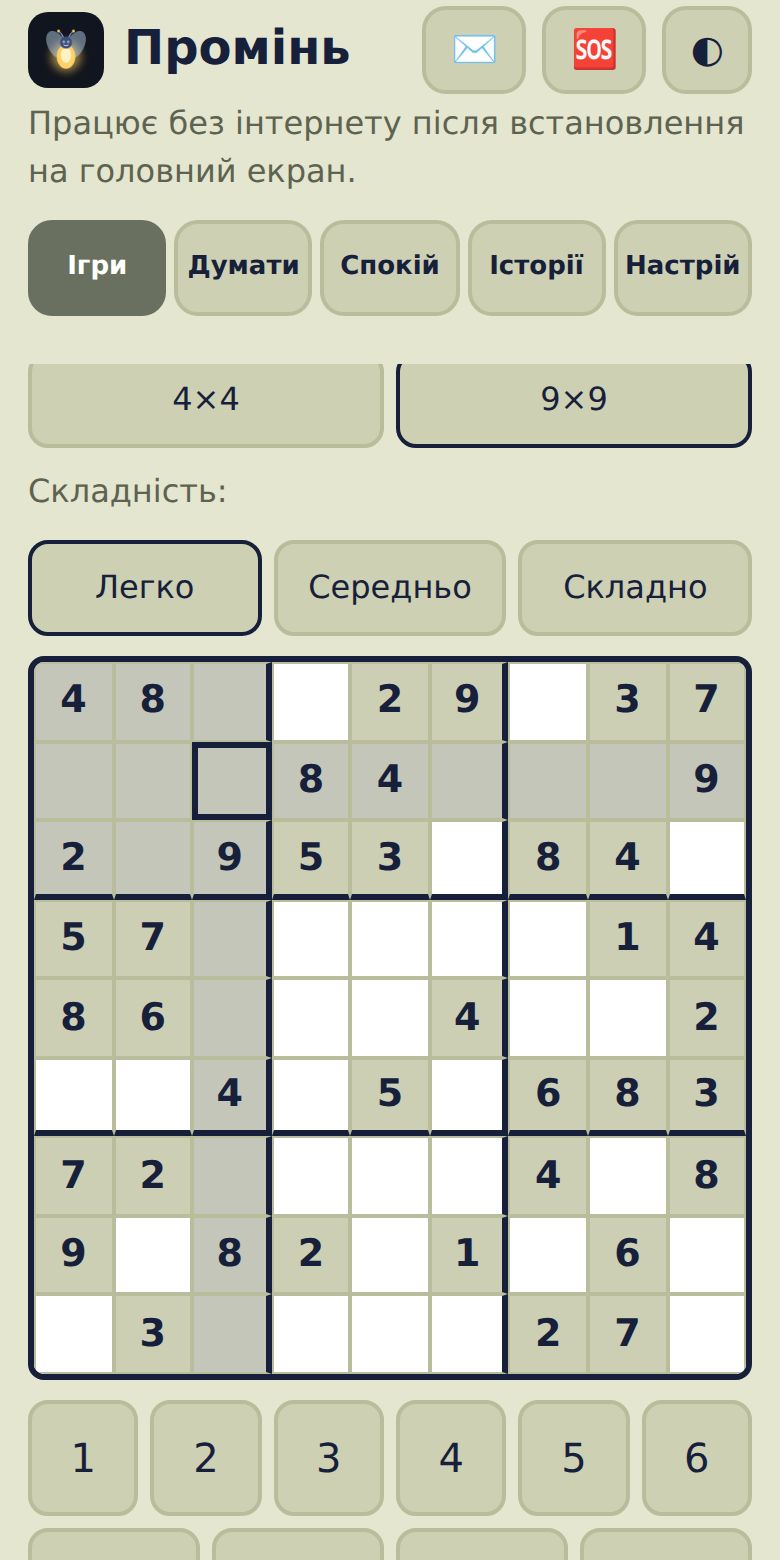 Промінь
SOS
Працює без інтернету після встановлення
на головний екран.
Ігри Думати Спокій Історії Настрій
4×4 9×9
Складність:
Легко Середньо Складно
4 8 2 9 3 7
8 4 9
2 9 5 3 8 4
5 7 1 4
8 6 4 2
4 5 6 8 3
7 2 4 8
9 8 2 1 6
3 2 7
1 2 3 4 5 6